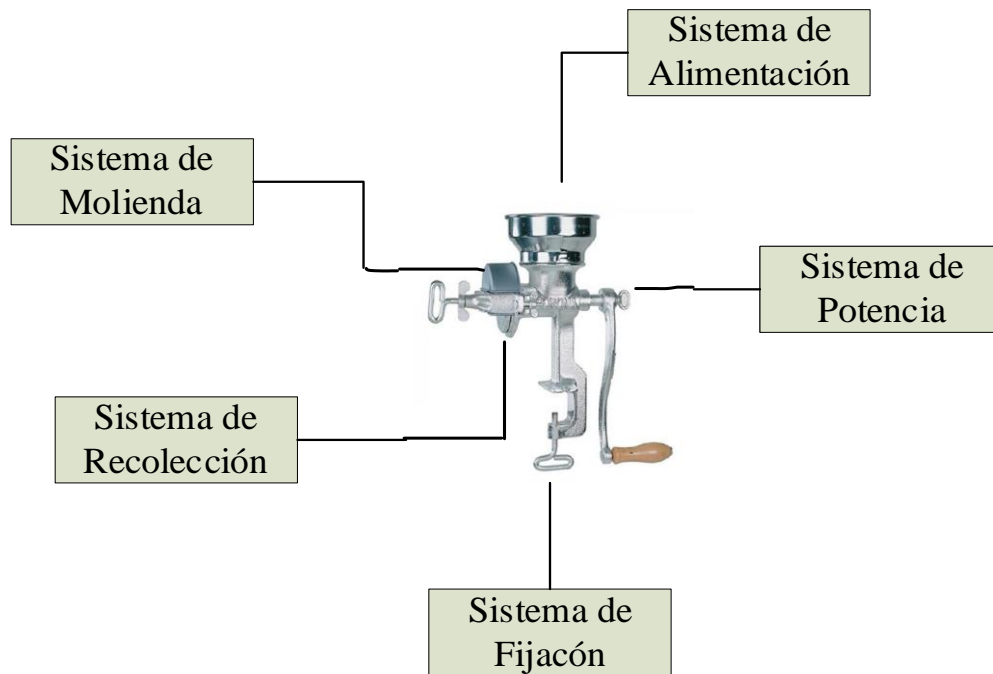 Sistema de
Alimentación
Sistema de
Molienda
Sistema de
Potencia
Sistema de
Recolección
Sistema de
Fijacón